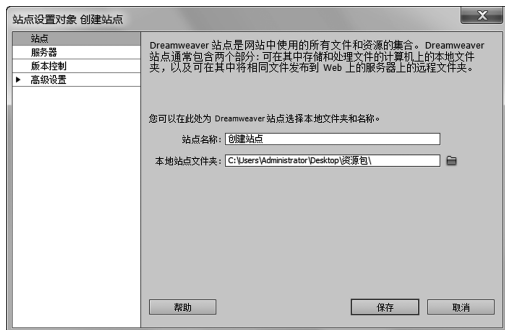 站点设置对象 创建站点
站点
服务器
版本控制
高级设置
Dreamweaver 站点是网站中使用的所有文件和资源的集合。Dreamweaver
站点通常包含两个部分：可在其中存储和处理文件的计算机上的本地文件
夹，以及可在其中将相同文件发布到 Web 上的服务器上的远程文件夹。
您可以在此处为 Dreamweaver 站点选择本地文件夹和名称。
站点名称：创建站点
本地站点文件夹：C:\Users\Administrator\Desktop\资源包\
帮助
保存
取消